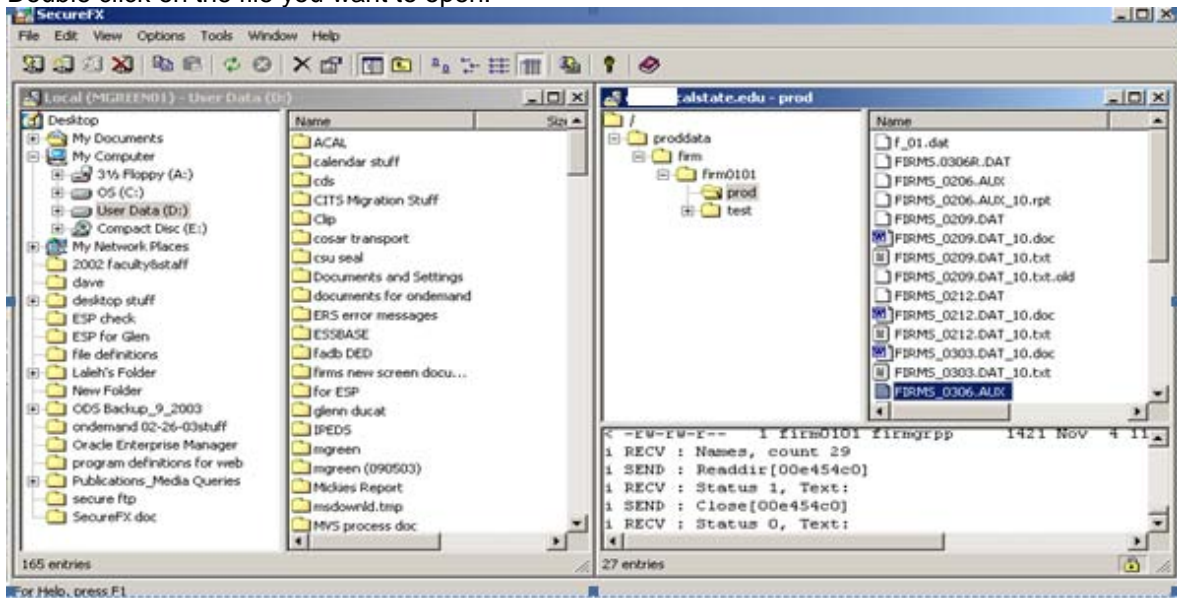 Double click on the file you want to open.
SecureFX
File Edit View Options Tools Window Help
Local (MGREEN01) - User Data (D:)
Desktop
My Documents
My Computer
3½ Floppy (A:)
OS (C:)
User Data (D:)
Compact Disc (E:)
My Network Places
2002 faculty&staff
dave
desktop stuff
ESP check
ESP for Glen
file definitions
Laleh's Folder
New Folder
ODS Backup_9_2003
ondemand 02-26-03stuff
Oracle Enterprise Manager
program definitions for web
Publications_Media Queries
secure ftp
SecureFX doc
Name
ACAL
calendar stuff
cds
CITS Migration Stuff
Clip
cosar transport
csu seal
Documents and Settings
documents for ondemand
ERS error messages
ESSBASE
fadb DED
firms new screen docu...
for ESP
glenn ducat
IPEDS
mgreen
mgreen (090503)
Mickies Report
msdownld.tmp
MVS process doc
165 entries
calstate.edu - prod
/
proddata
firm
firm0101
prod
test
Name
f_01.dat
FIRMS.0306R.DAT
FIRMS_0206.AUX
FIRMS_0206.AUX_10.rpt
FIRMS_0209.DAT
FIRMS_0209.DAT_10.doc
FIRMS_0209.DAT_10.txt
FIRMS_0209.DAT_10.txt.old
FIRMS_0212.DAT
FIRMS_0212.DAT_10.doc
FIRMS_0212.DAT_10.txt
FIRMS_0303.DAT_10.doc
FIRMS_0303.DAT_10.txt
FIRMS_0306.AUX
< -rw-rw-r-- 1 firm0101 firmgrpp 1421 Nov 4 11
i RECV : Names, count 29
i SEND : Readdir[00e454c0]
i RECV : Status 1, Text:
i SEND : Close[00e454c0]
i RECV : Status 0, Text:
27 entries
For Help, press F1